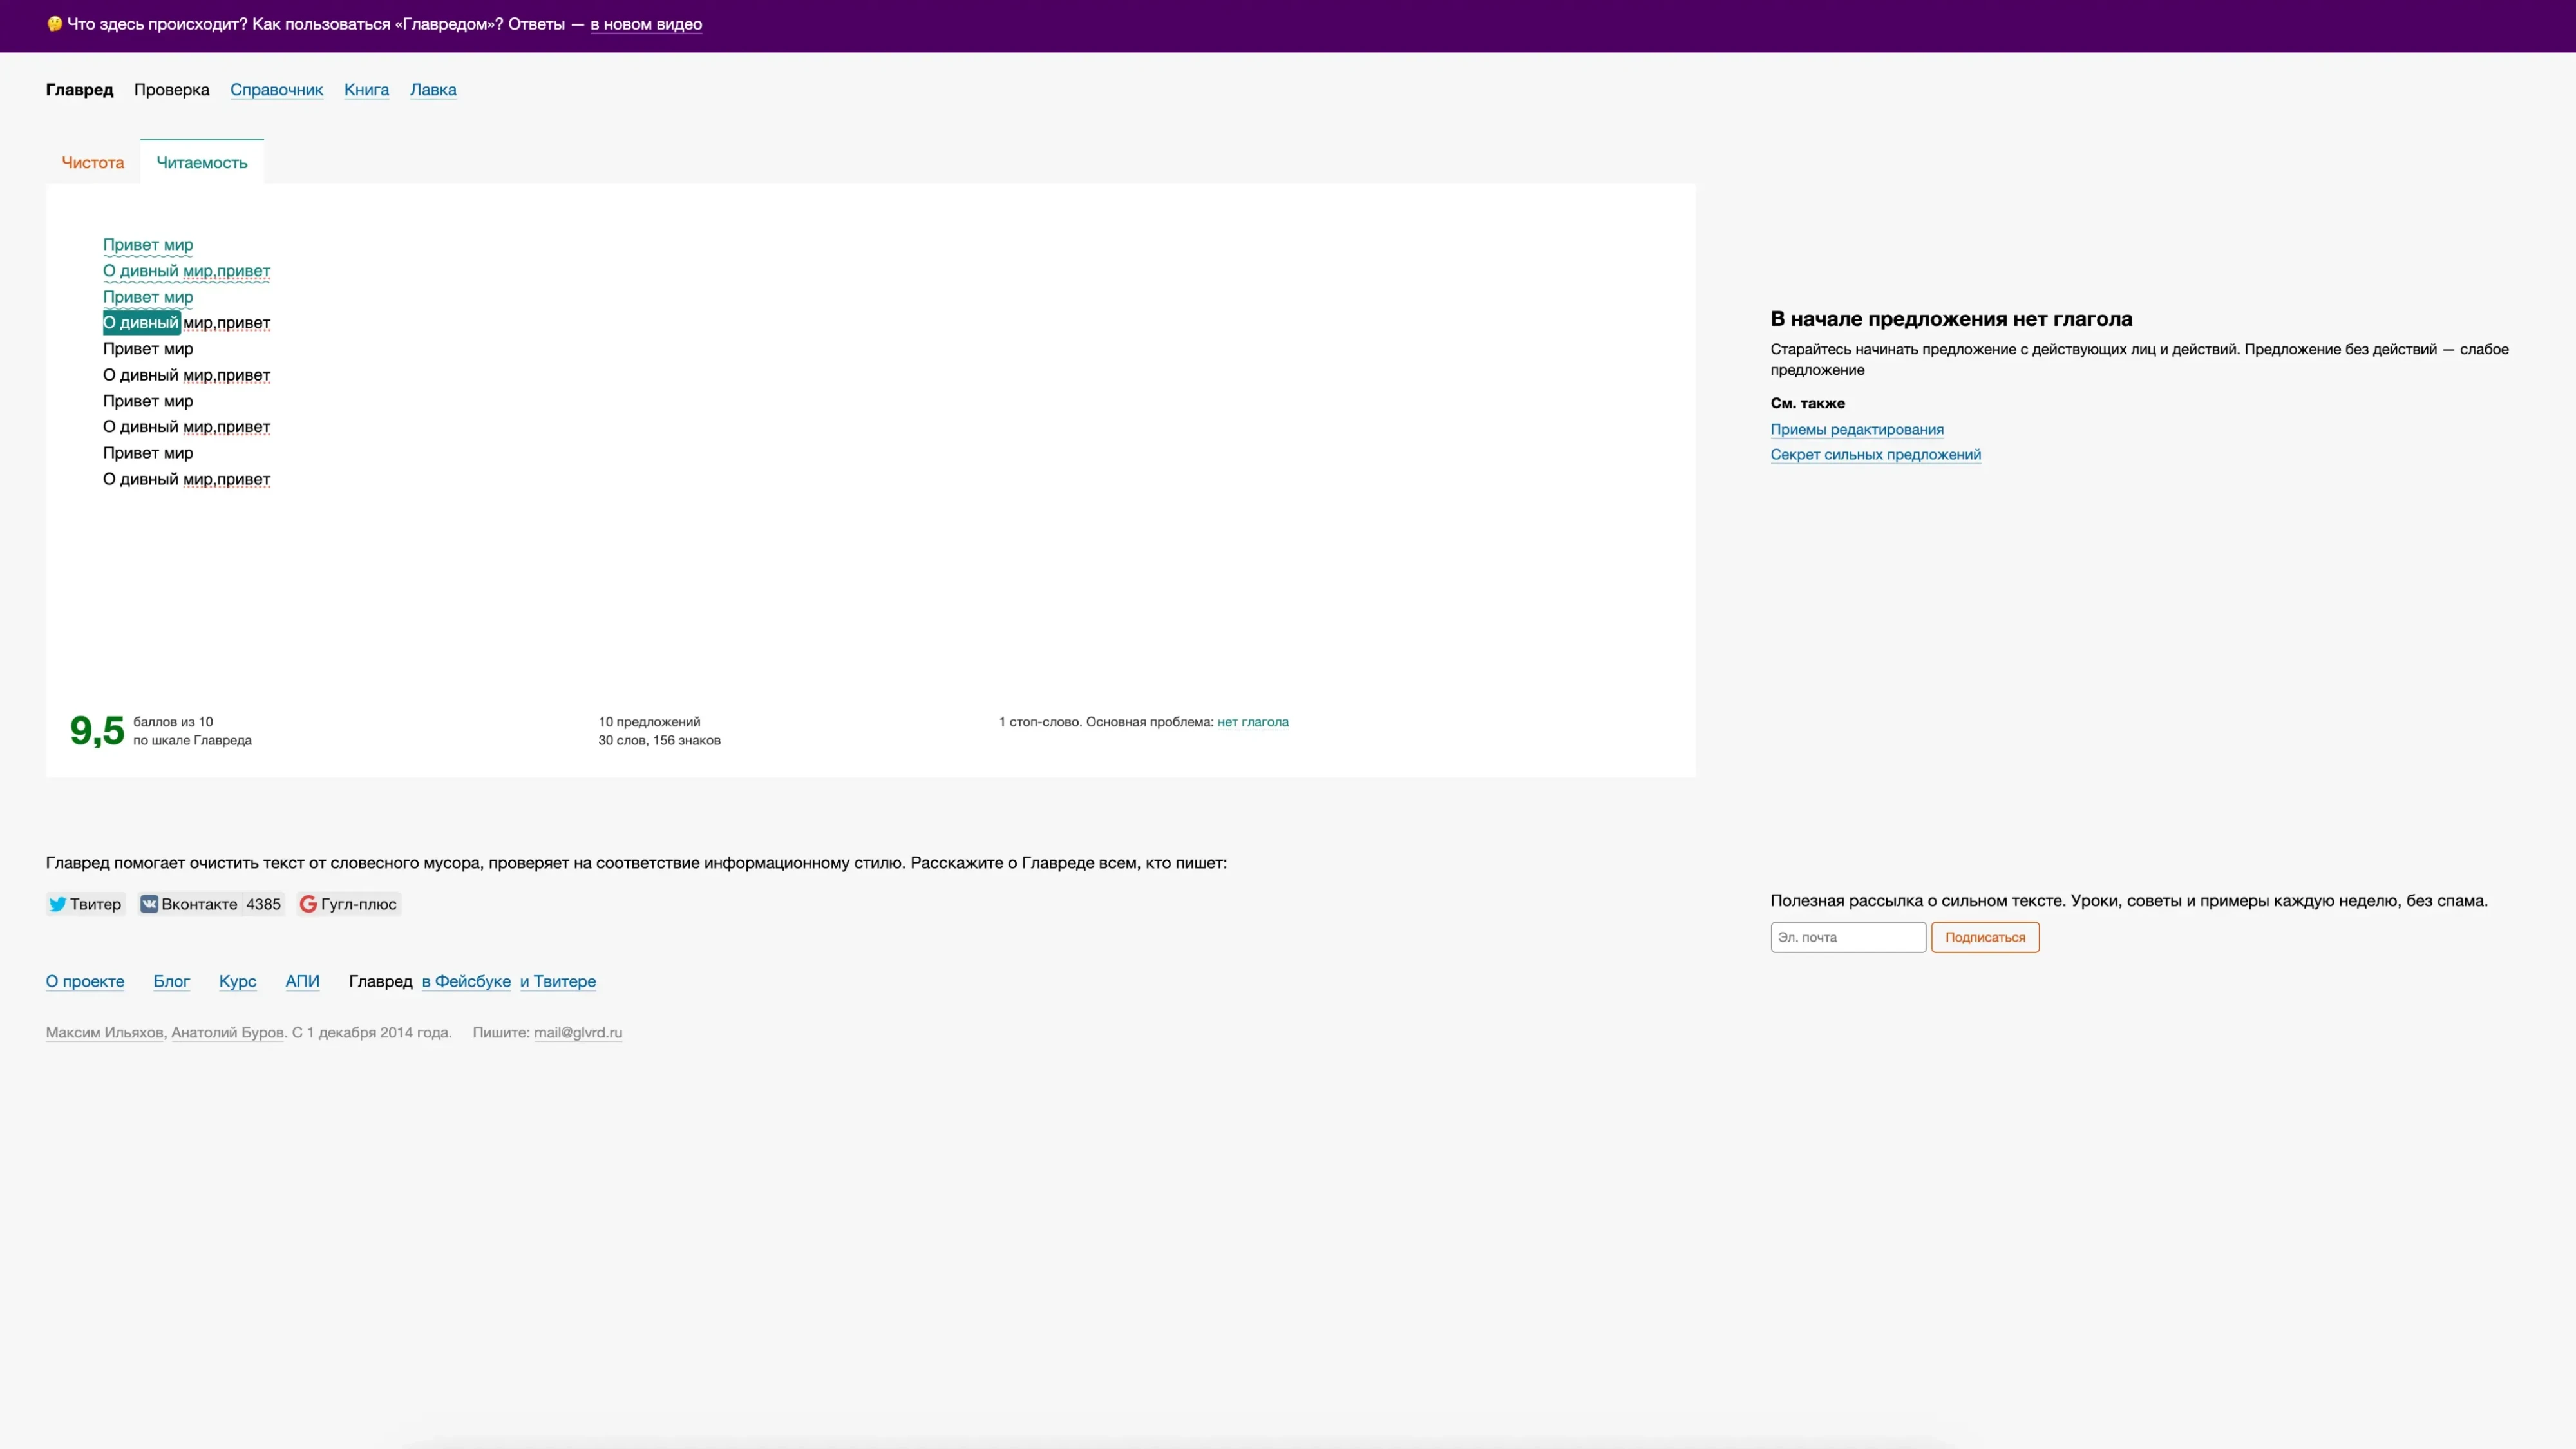 🤔 Что здесь происходит? Как пользоваться «Главредом»? Ответы — в новом видео
Главред Проверка Справочник Книга Лавка
Чистота Читаемость
Привет мир
О дивный мир,привет
Привет мир
О дивный мир,привет
Привет мир
О дивный мир,привет
Привет мир
О дивный мир,привет
Привет мир
О дивный мир,привет
В начале предложения нет глагола
Старайтесь начинать предложение с действующих лиц и действий. Предложение без действий — слабое
предложение
См. также
Приемы редактирования
Секрет сильных предложений
9,5 баллов из 10
по шкале Главреда
10 предложений
30 слов, 156 знаков
1 стоп-слово. Основная проблема: нет глагола
Главред помогает очистить текст от словесного мусора, проверяет на соответствие информационному стилю. Расскажите о Главреде всем, кто пишет:
Твитер Вконтакте 4385 Гугл-плюс
Полезная рассылка о сильном тексте. Уроки, советы и примеры каждую неделю, без спама.
Эл. почта Подписаться
О проекте Блог Курс АПИ Главред в Фейсбуке и Твитере
Максим Ильяхов, Анатолий Буров. С 1 декабря 2014 года. Пишите: mail@glvrd.ru